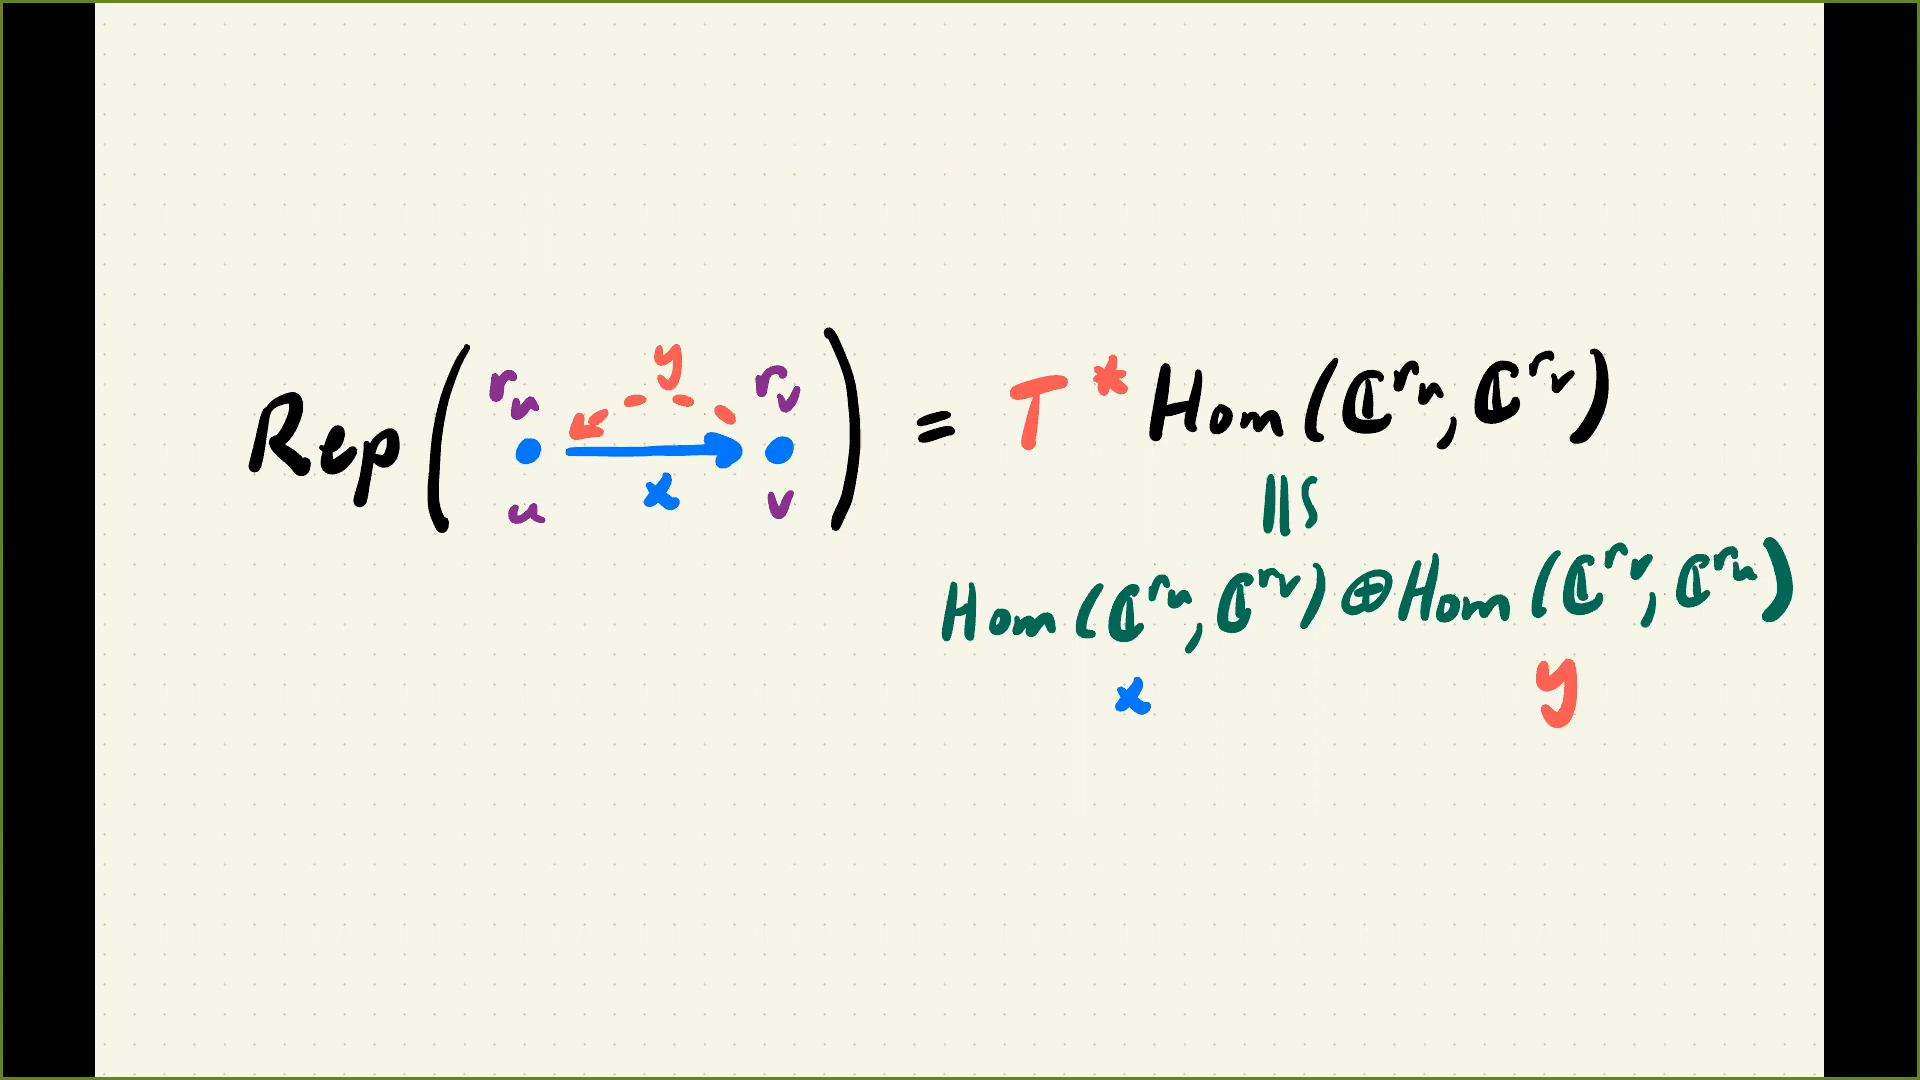 Rep ( r_u y r_v ) = T* Hom(ℂ^{r_u}, ℂ^{r_v})
u x v
≅
Hom(ℂ^{r_u}, ℂ^{r_v}) ⊕ Hom(ℂ^{r_v}, ℂ^{r_u})
x y